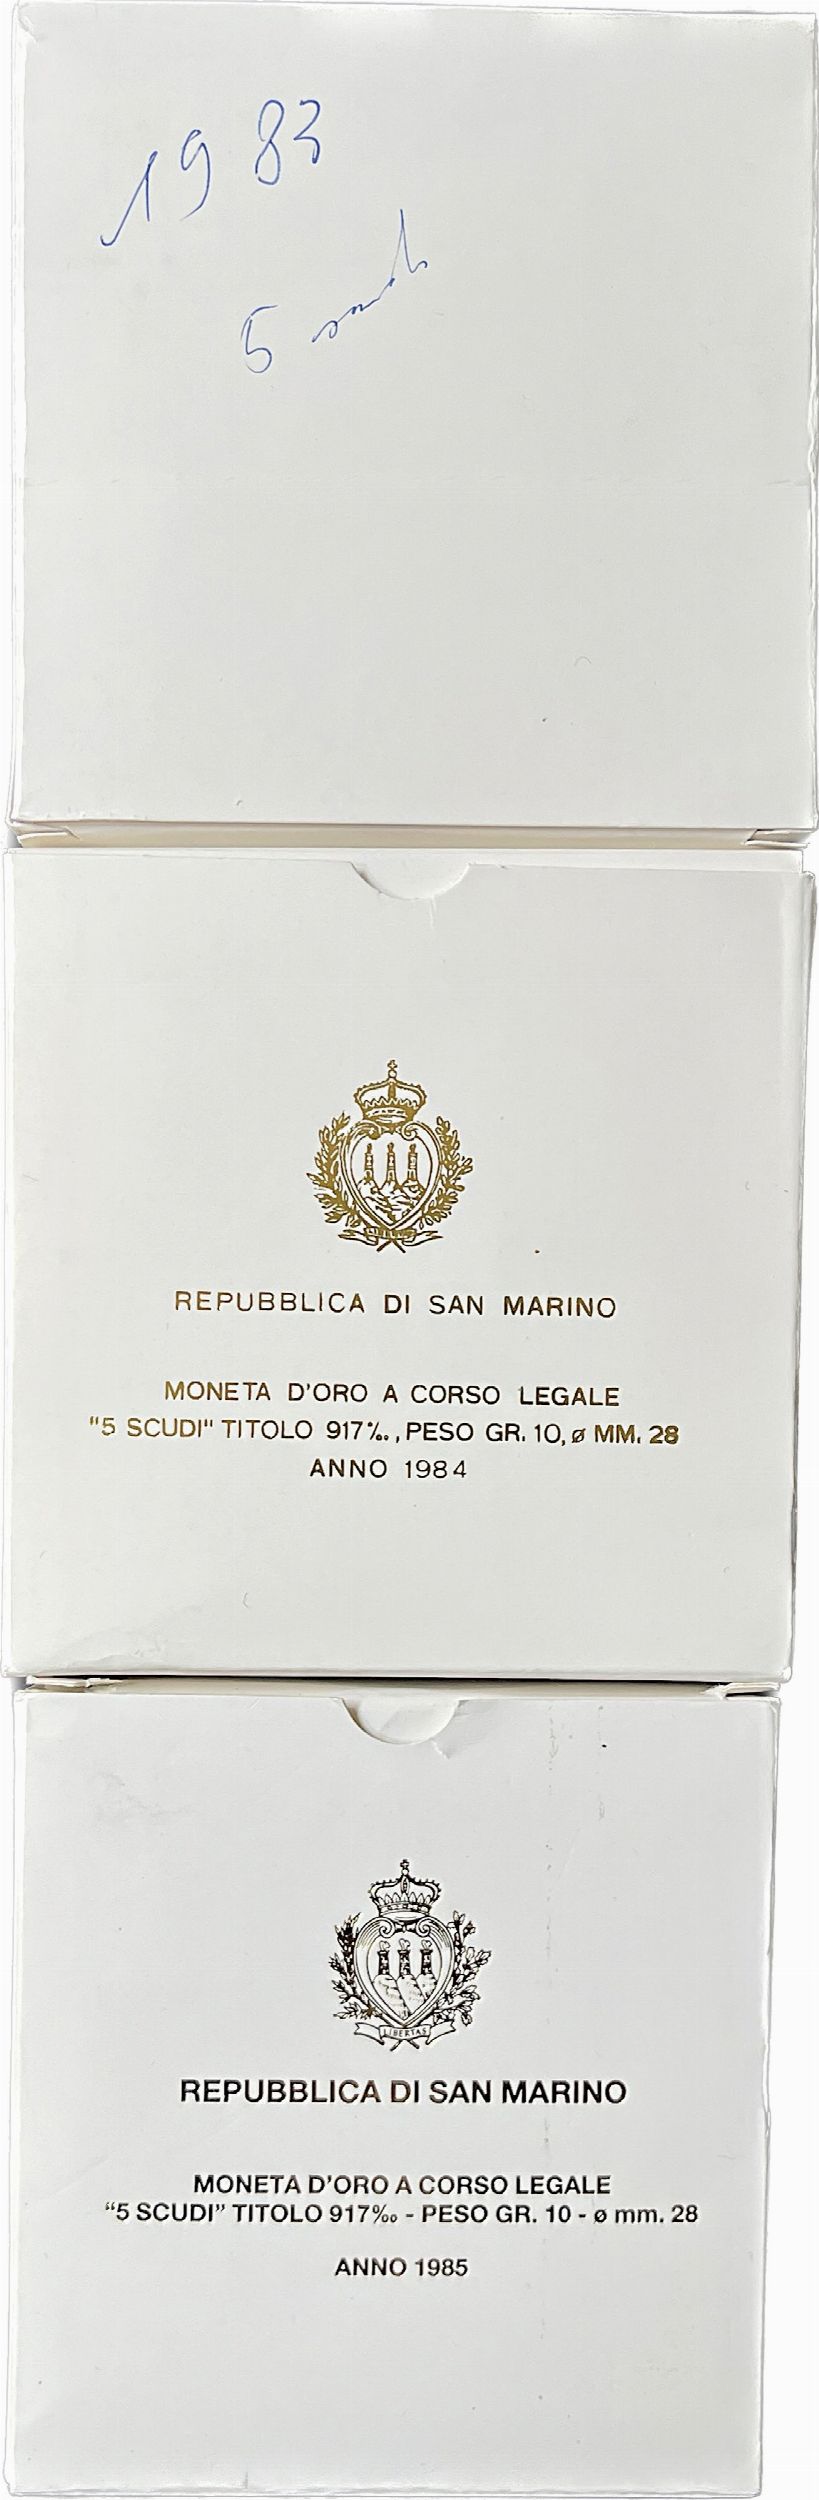 1983
5 scudi
REPUBBLICA DI SAN MARINO
MONETA D'ORO A CORSO LEGALE
"5 SCUDI" TITOLO 917‰, PESO GR. 10, ø MM. 28
ANNO 1984
LIBERTAS
REPUBBLICA DI SAN MARINO
MONETA D'ORO A CORSO LEGALE
“5 SCUDI” TITOLO 917‰ - PESO GR. 10 - ø mm. 28
ANNO 1985